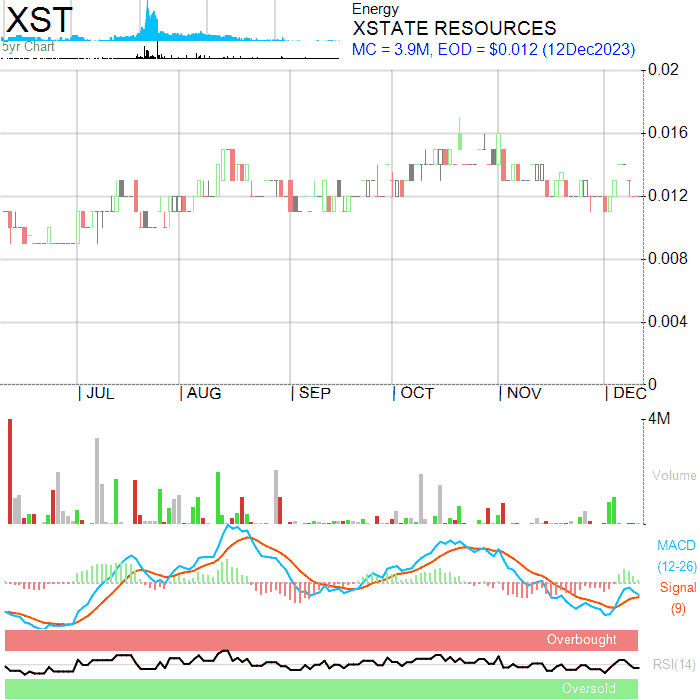 XST
5yr Chart
Energy
XSTATE RESOURCES
MC = 3.9M, EOD = $0.012 (12Dec2023)
0.02
0.016
0.012
0.008
0.004
0
| JUL | AUG | SEP | OCT | NOV | DEC
4M
Volume
MACD
(12-26)
Signal
(9)
Overbought
RSI(14)
Oversold